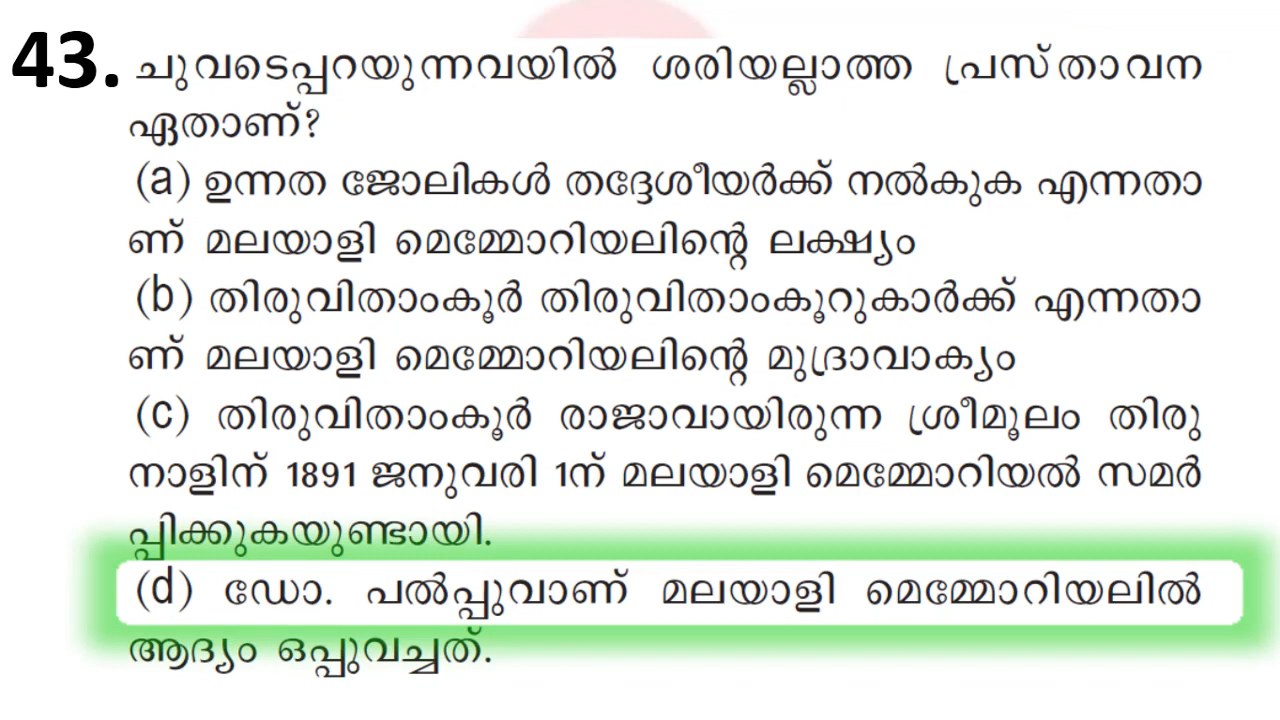 43. ചുവടെപ്പറയുന്നവയിൽ ശരിയല്ലാത്ത പ്രസ്താവന
ഏതാണ്?
(a) ഉന്നത ജോലികൾ തദ്ദേശീയർക്ക് നൽകുക എന്നതാ
ണ് മലയാളി മെമ്മോറിയലിന്റെ ലക്ഷ്യം
(b) തിരുവിതാംകൂർ തിരുവിതാംകൂറുകാർക്ക് എന്നതാ
ണ് മലയാളി മെമ്മോറിയലിന്റെ മുദ്രാവാക്യം
(c) തിരുവിതാംകൂർ രാജാവായിരുന്ന ശ്രീമൂലം തിരു
നാളിന് 1891 ജനുവരി 1ന് മലയാളി മെമ്മോറിയൽ സമർ
പ്പിക്കുകയുണ്ടായി.
(d) ഡോ. പൽപ്പുവാണ് മലയാളി മെമ്മോറിയലിൽ
ആദ്യം ഒപ്പുവച്ചത്.